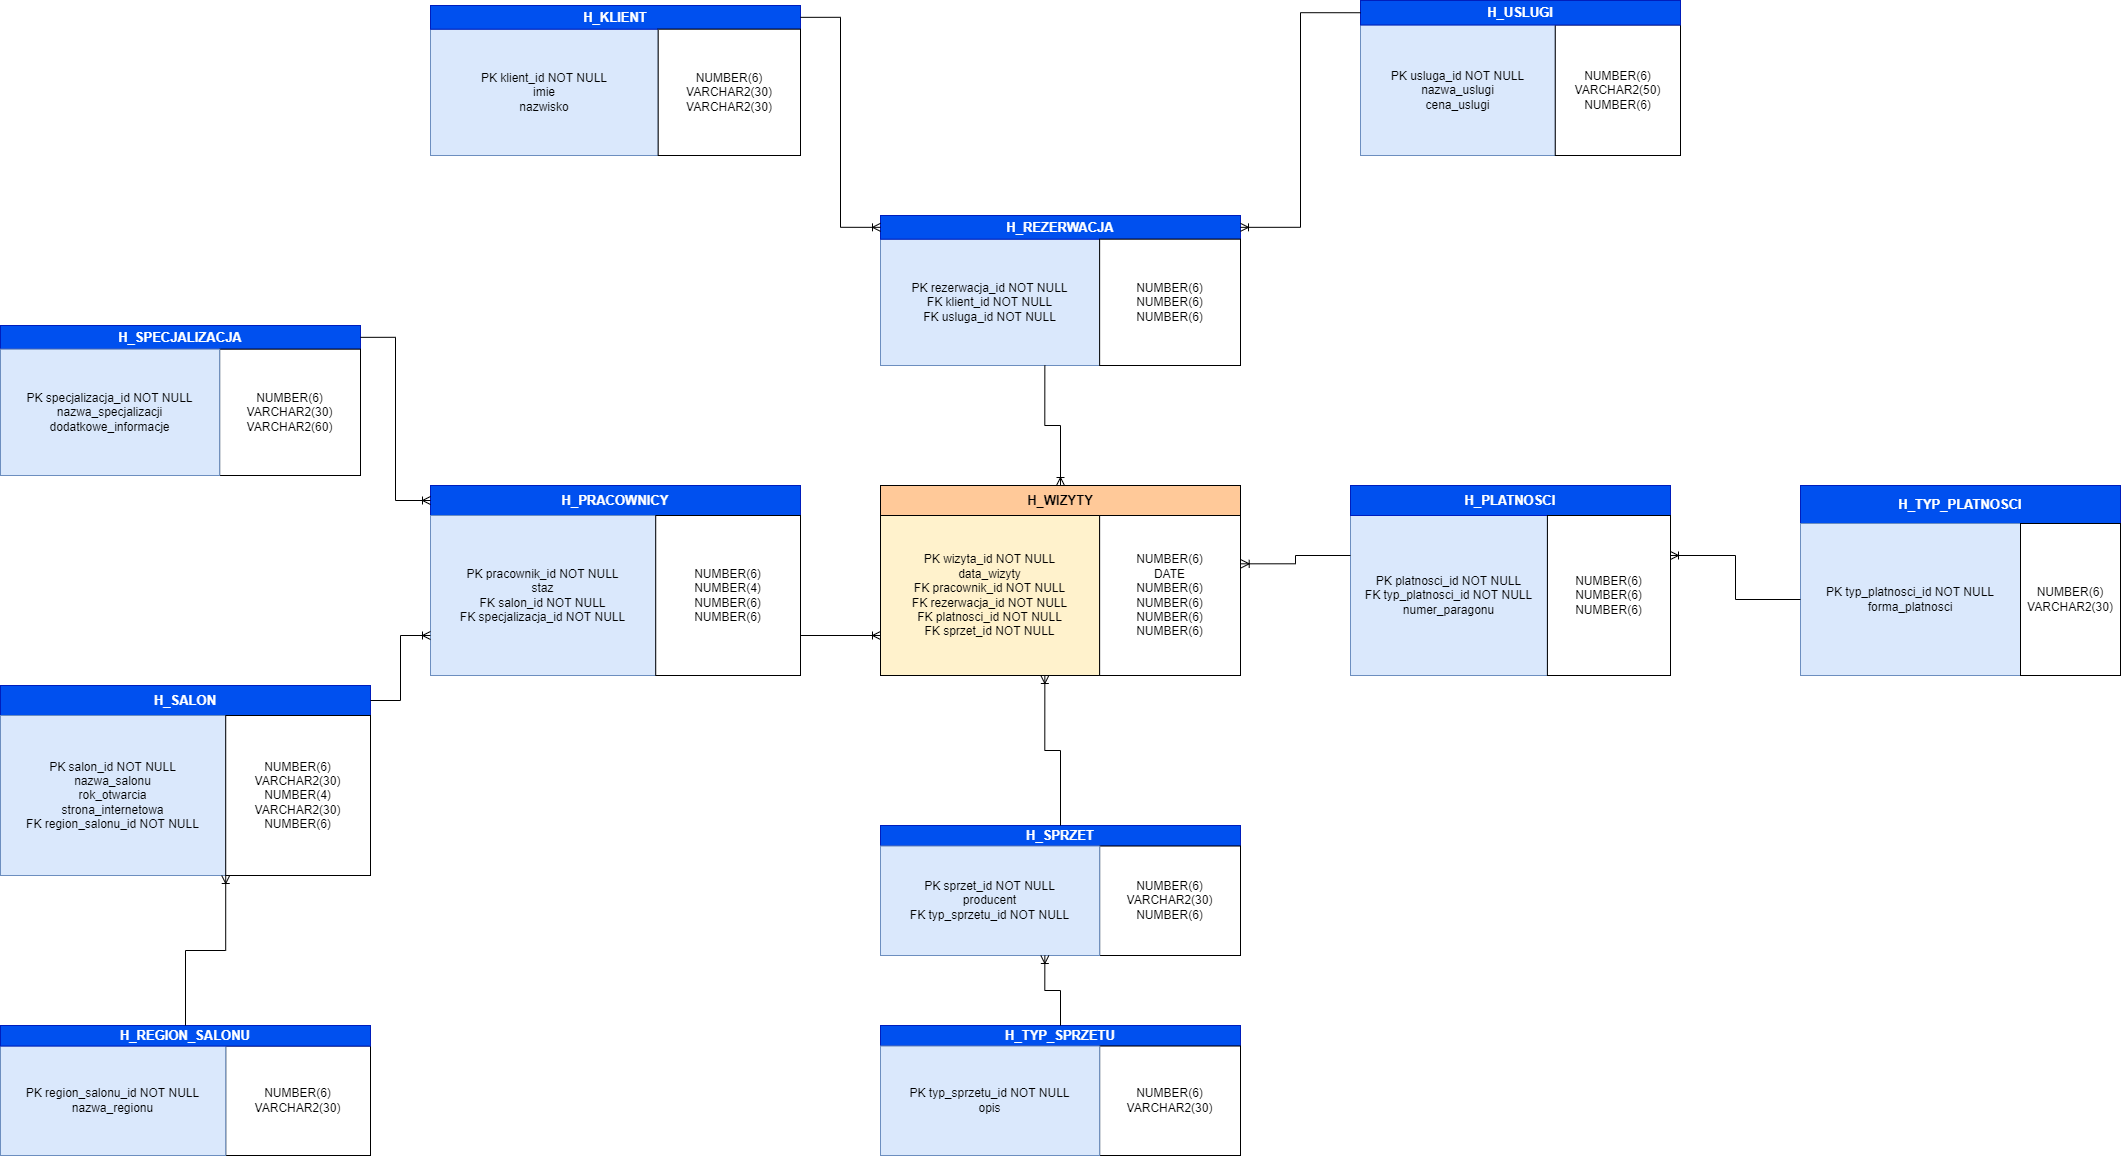 H_KLIENT
PK klient_id NOT NULL
imie
nazwisko
NUMBER(6)
VARCHAR2(30)
VARCHAR2(30)
H_USLUGI
PK usluga_id NOT NULL
nazwa_uslugi
cena_uslugi
NUMBER(6)
VARCHAR2(50)
NUMBER(6)
H_REZERWACJA
PK rezerwacja_id NOT NULL
FK klient_id NOT NULL
FK usluga_id NOT NULL
NUMBER(6)
NUMBER(6)
NUMBER(6)
H_SPECJALIZACJA
PK specjalizacja_id NOT NULL
nazwa_specjalizacji
dodatkowe_informacje
NUMBER(6)
VARCHAR2(30)
VARCHAR2(60)
H_PRACOWNICY
PK pracownik_id NOT NULL
staz
FK salon_id NOT NULL
FK specjalizacja_id NOT NULL
NUMBER(6)
NUMBER(4)
NUMBER(6)
NUMBER(6)
H_WIZYTY
PK wizyta_id NOT NULL
data_wizyty
FK pracownik_id NOT NULL
FK rezerwacja_id NOT NULL
FK platnosci_id NOT NULL
FK sprzet_id NOT NULL
NUMBER(6)
DATE
NUMBER(6)
NUMBER(6)
NUMBER(6)
NUMBER(6)
H_PLATNOSCI
PK platnosci_id NOT NULL
FK typ_platnosci_id NOT NULL
numer_paragonu
NUMBER(6)
NUMBER(6)
NUMBER(6)
H_TYP_PLATNOSCI
PK typ_platnosci_id NOT NULL
forma_platnosci
NUMBER(6)
VARCHAR2(30)
H_SALON
PK salon_id NOT NULL
nazwa_salonu
rok_otwarcia
strona_internetowa
FK region_salonu_id NOT NULL
NUMBER(6)
VARCHAR2(30)
NUMBER(4)
VARCHAR2(30)
NUMBER(6)
H_SPRZET
PK sprzet_id NOT NULL
producent
FK typ_sprzetu_id NOT NULL
NUMBER(6)
VARCHAR2(30)
NUMBER(6)
H_REGION_SALONU
PK region_salonu_id NOT NULL
nazwa_regionu
NUMBER(6)
VARCHAR2(30)
H_TYP_SPRZETU
PK typ_sprzetu_id NOT NULL
opis
NUMBER(6)
VARCHAR2(30)